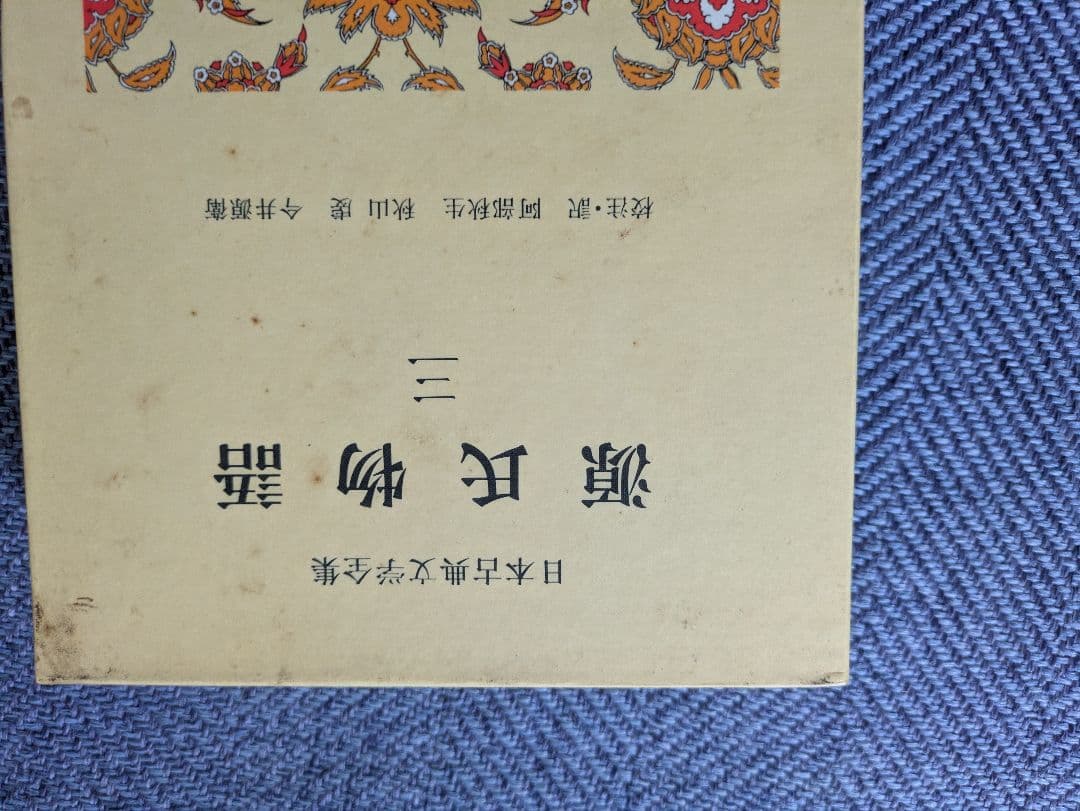 日本古典文学全集
源氏物語
三
校注・訳 阿部秋生 秋山 虔 今井源衛